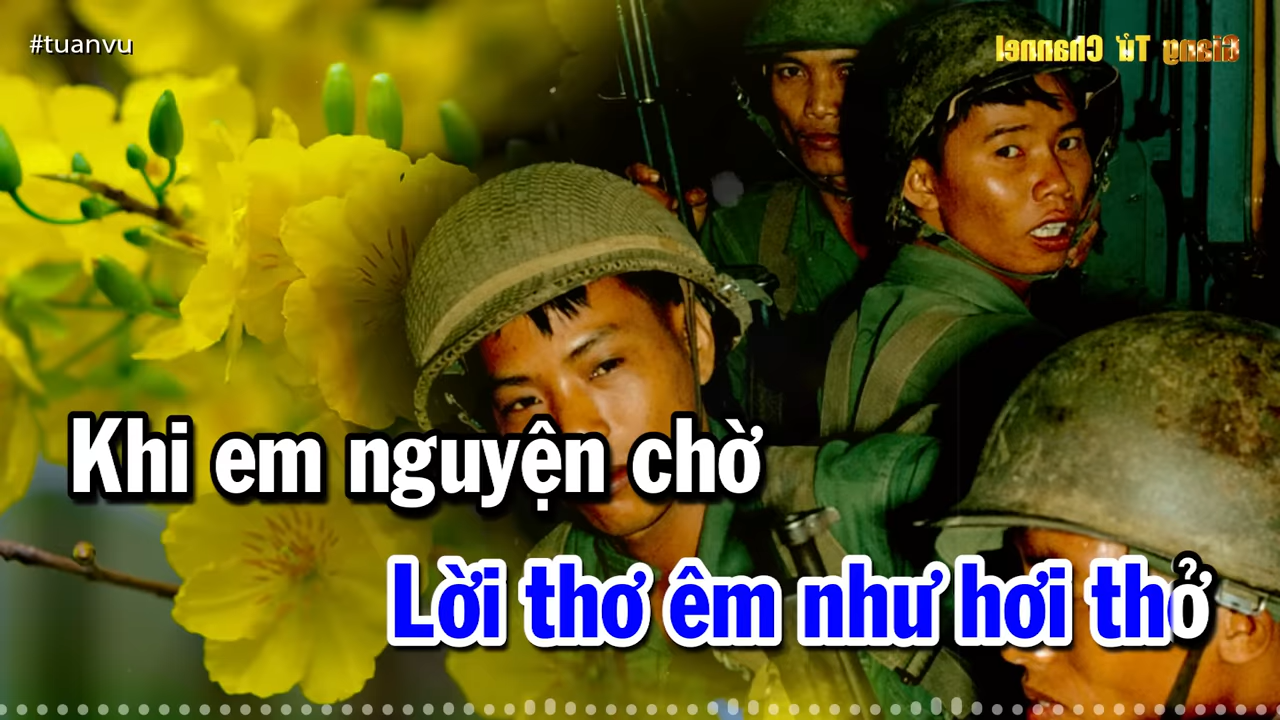 #tuanvu
Giang Tử Channel
Khi em nguyện chờ
Lời thơ êm như hơi thở